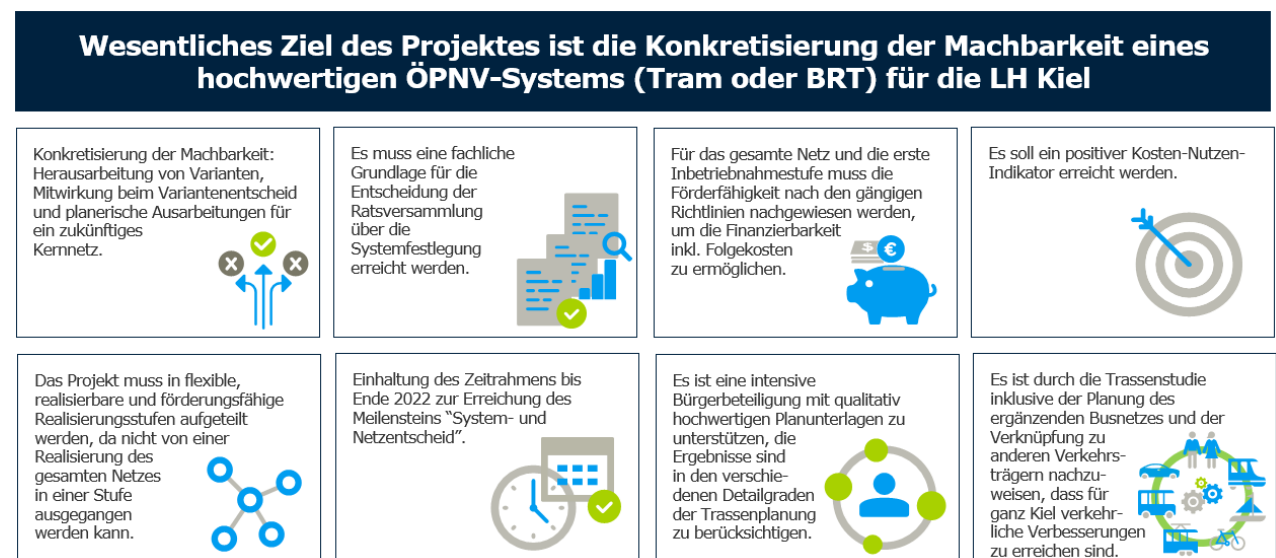 Wesentliches Ziel des Projektes ist die Konkretisierung der Machbarkeit eines
hochwertigen ÖPNV-Systems (Tram oder BRT) für die LH Kiel
Konkretisierung der Machbarkeit:
Herausarbeitung von Varianten,
Mitwirkung beim Variantenentscheid
und planerische Ausarbeitungen für
ein zukünftiges
Kernnetz.
Es muss eine fachliche
Grundlage für die
Entscheidung der
Ratsversammlung
über die
Systemfestlegung
erreicht werden.
Für das gesamte Netz und die erste
Inbetriebnahmestufe muss die
Förderfähigkeit nach den gängigen
Richtlinien nachgewiesen werden,
um die Finanzierbarkeit
inkl. Folgekosten
zu ermöglichen.
Es soll ein positiver Kosten-Nutzen-
Indikator erreicht werden.
Das Projekt muss in flexible,
realisierbare und förderungsfähige
Realisierungsstufen aufgeteilt
werden, da nicht von einer
Realisierung des
gesamten Netzes
in einer Stufe
ausgegangen
werden kann.
Einhaltung des Zeitrahmens bis
Ende 2022 zur Erreichung des
Meilensteins “System- und
Netzentscheid”.
Es ist eine intensive
Bürgerbeteiligung mit qualitativ
hochwertigen Planunterlagen zu
unterstützen, die
Ergebnisse sind
in den verschie-
denen Detailgraden
der Trassenplanung
zu berücksichtigen.
Es ist durch die Trassenstudie
inklusive der Planung des
ergänzenden Busnetzes und der
Verknüpfung zu
anderen Verkehrs-
trägern nachzu-
weisen, dass für
ganz Kiel verkehr-
liche Verbesserungen
zu erreichen sind.